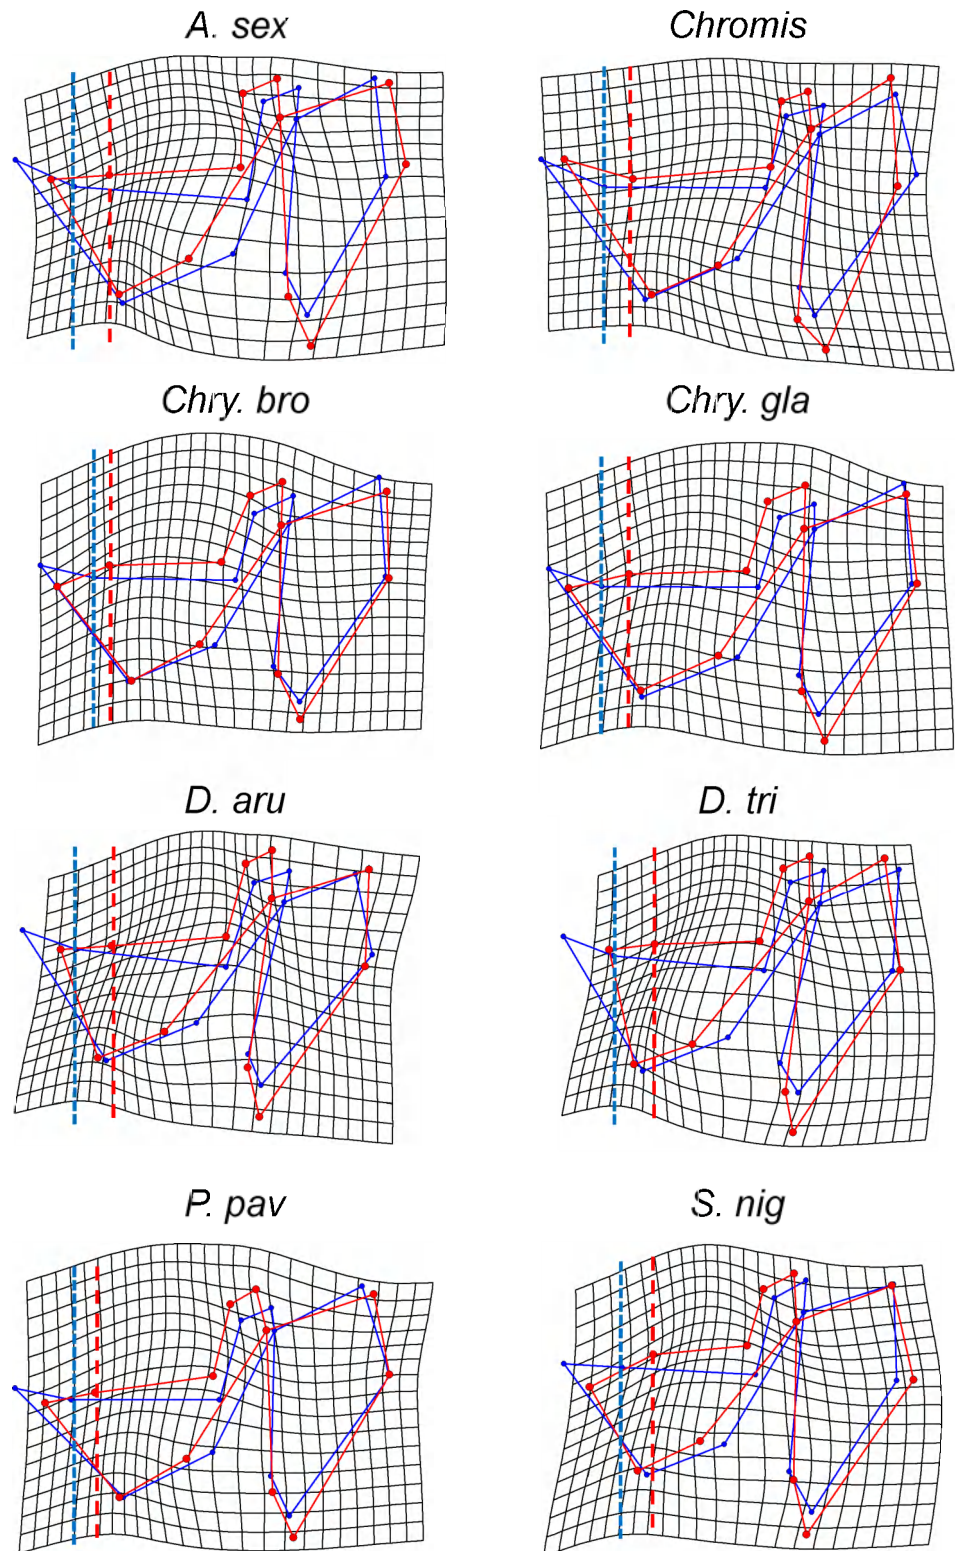 A. sex
Chromis
Chry. bro
Chry. gla
D. aru
D. tri
P. pav
S. nig